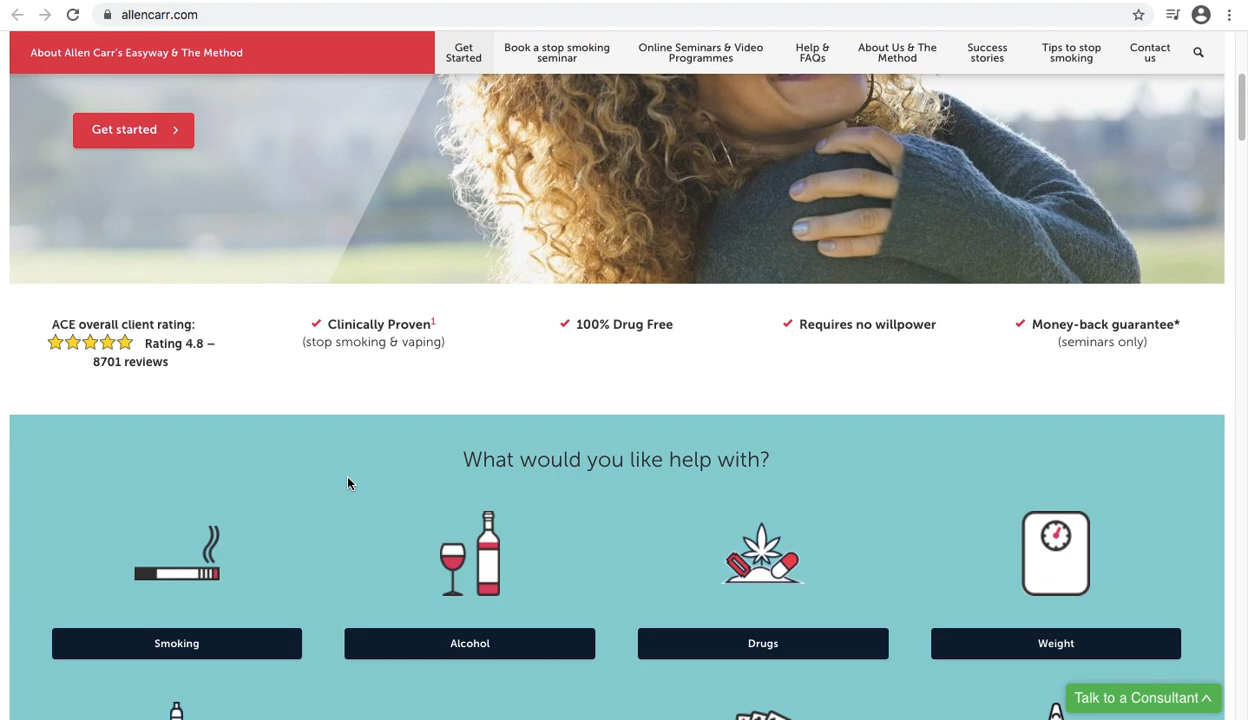 allencarr.com
About Allen Carr's Easyway & The Method
Get
Started
Book a stop smoking
seminar
Online Seminars & Video
Programmes
Help &
FAQs
About Us & The
Method
Success
stories
Tips to stop
smoking
Contact
us
Get started
ACE overall client rating:
Rating 4.8 –
8701 reviews
Clinically Proven1
(stop smoking & vaping)
100% Drug Free
Requires no willpower
Money-back guarantee*
(seminars only)
What would you like help with?
Smoking
Alcohol
Drugs
Weight
Talk to a Consultant